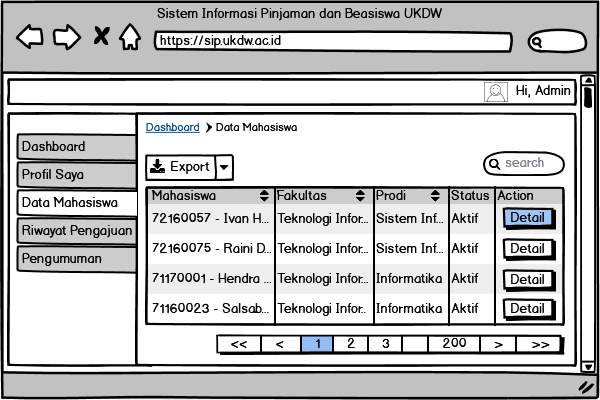 Sistem Informasi Pinjaman dan Beasiswa UKDW
https://sip.ukdw.ac.id
Hi, Admin
Dashboard
Profil Saya
Data Mahasiswa
Riwayat Pengajuan
Pengumuman
Dashboard > Data Mahasiswa
Export
search
Mahasiswa Fakultas Prodi Status Action
72160057 - Ivan H... Teknologi Infor... Sistem Inf... Aktif Detail
72160075 - Raini D... Teknologi Infor... Sistem Inf... Aktif Detail
71170001 - Hendra ... Teknologi Infor... Informatika Aktif Detail
71160023 - Salsab... Teknologi Infor... Informatika Aktif Detail
<< < 1 2 3 200 > >>